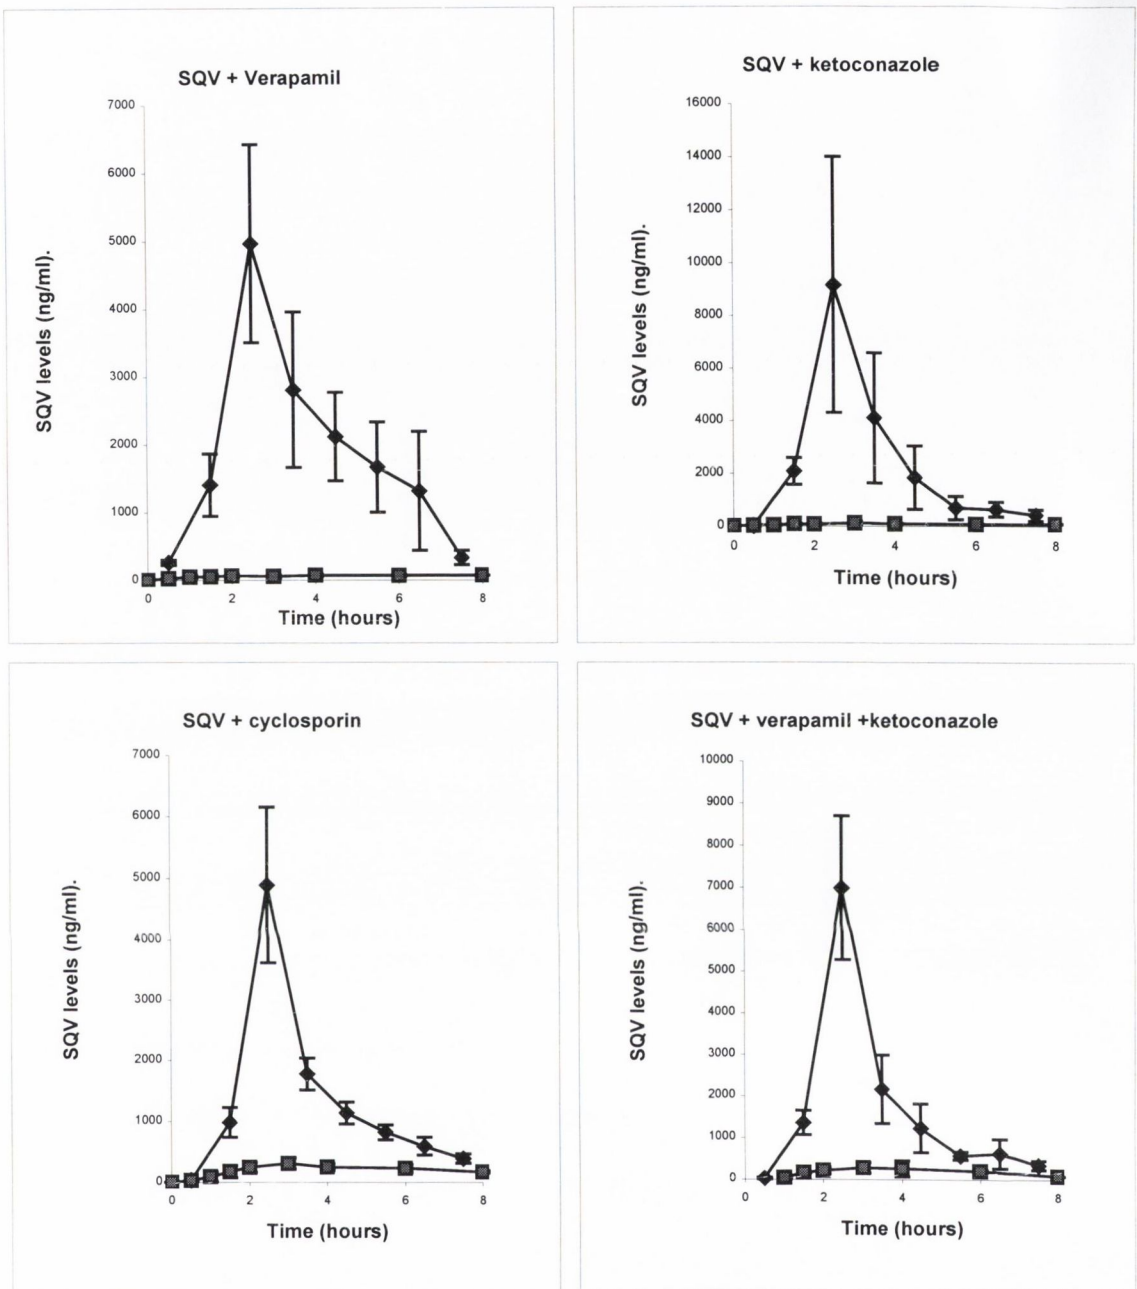 SQV + Verapamil
7000
6000
5000
4000
3000
2000
1000
0
SQV levels (ng/ml).
0 2 4 6 8
Time (hours)
SQV + ketoconazole
16000
14000
12000
10000
8000
6000
4000
2000
0
SQV levels (ng/ml).
0 2 4 6 8
Time (hours)
SQV + cyclosporin
7000
6000
5000
4000
3000
2000
1000
0
SQV levels (ng/ml).
0 2 4 6 8
Time (hours)
SQV + verapamil +ketoconazole
10000
9000
8000
7000
6000
5000
4000
3000
2000
1000
0
SQV levels (ng/ml).
0 2 4 6 8
Time (hours)